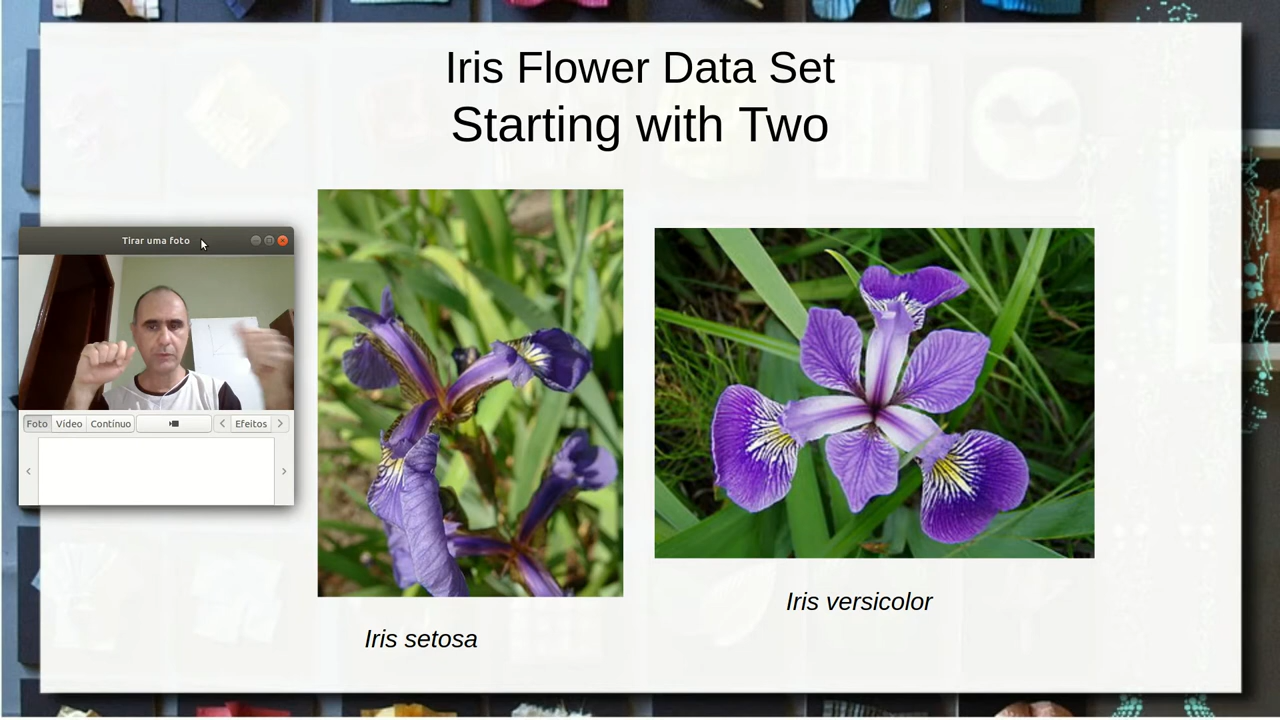 Iris Flower Data Set
Starting with Two
Tirar uma foto
Foto Vídeo Contínuo Efeitos
Iris versicolor
Iris setosa